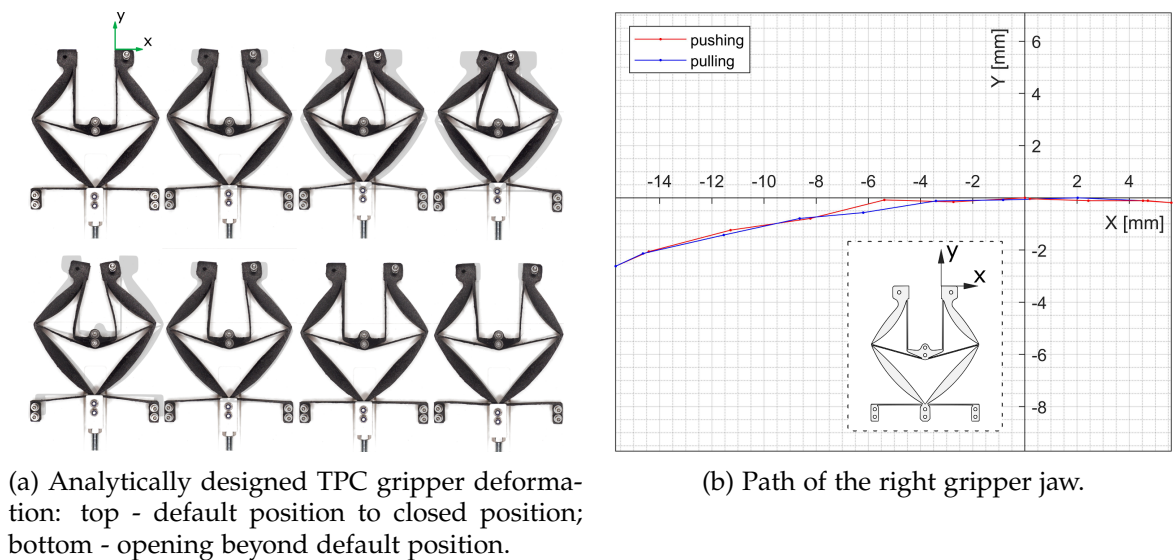 y
x
pushing
pulling
Y [mm]
6
4
2
-14 -12 -10 -8 -6 -4 -2 0 2 4
X [mm]
-2
-4
-6
-8
y
x
(a) Analytically designed TPC gripper deforma-
tion: top - default position to closed position;
bottom - opening beyond default position.
(b) Path of the right gripper jaw.